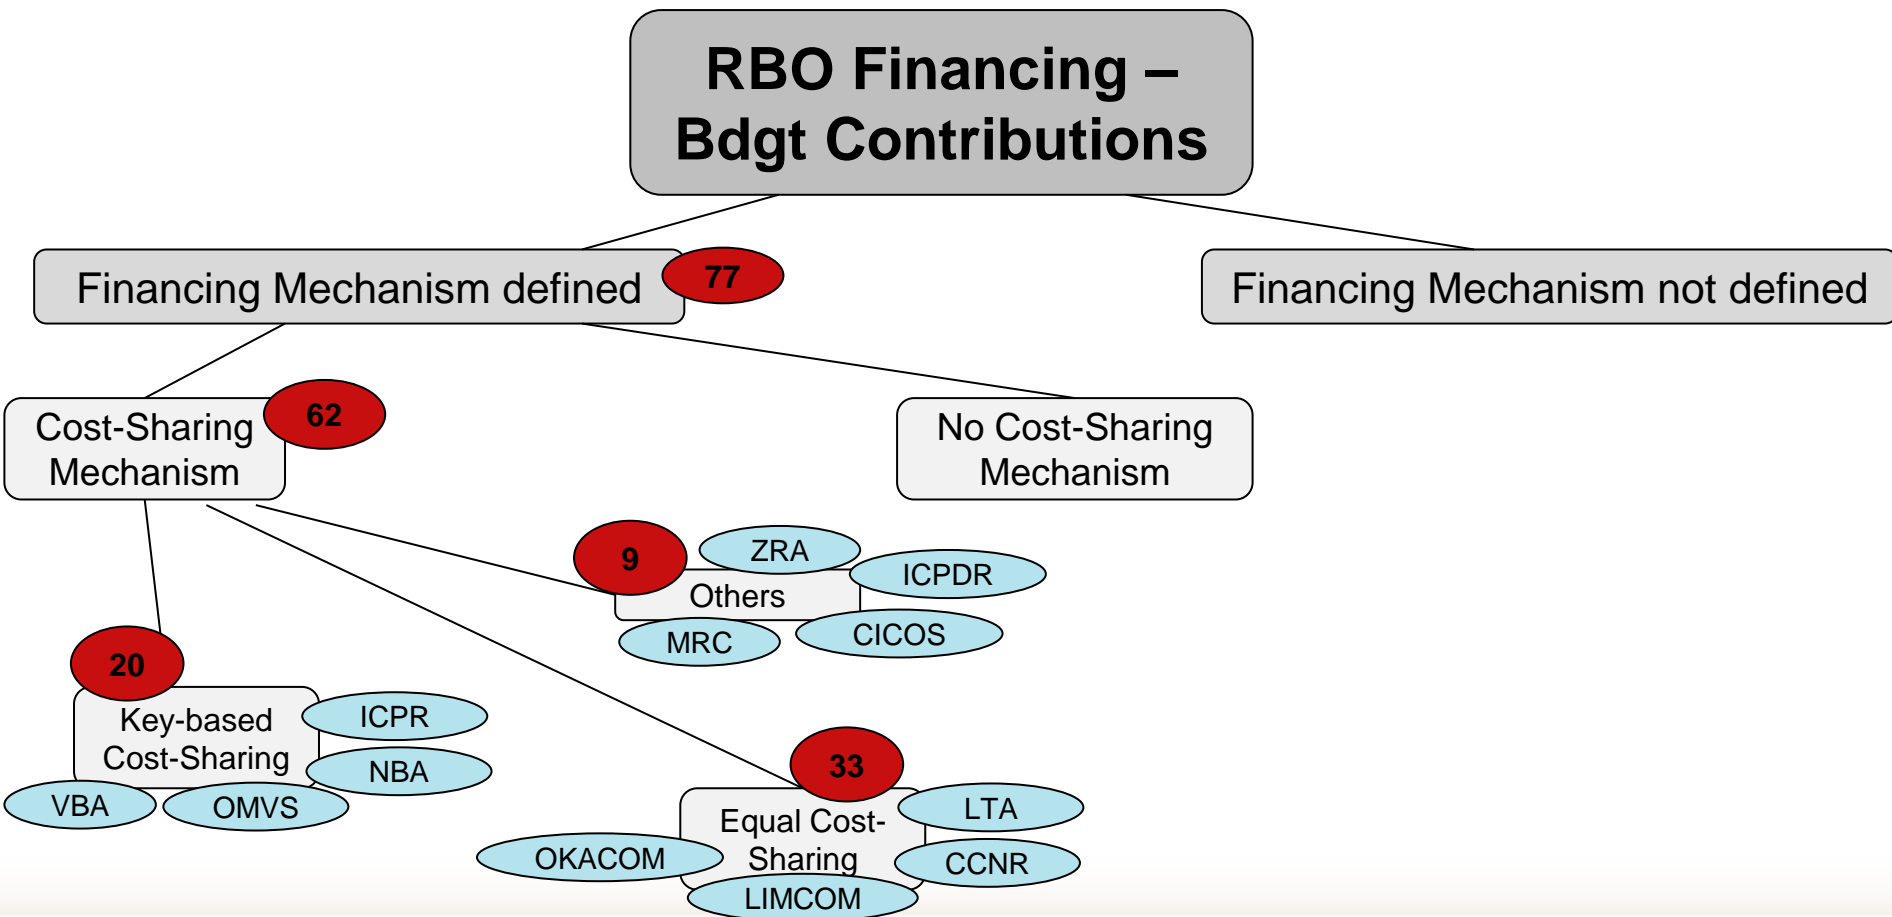 RBO Financing –
Bdgt Contributions
Financing Mechanism defined
77
Financing Mechanism not defined
Cost-Sharing
Mechanism
62
No Cost-Sharing
Mechanism
9
ZRA
ICPDR
Others
MRC
CICOS
20
Key-based
Cost-Sharing
ICPR
NBA
VBA
OMVS
33
Equal Cost-
Sharing
LTA
OKACOM
CCNR
LIMCOM